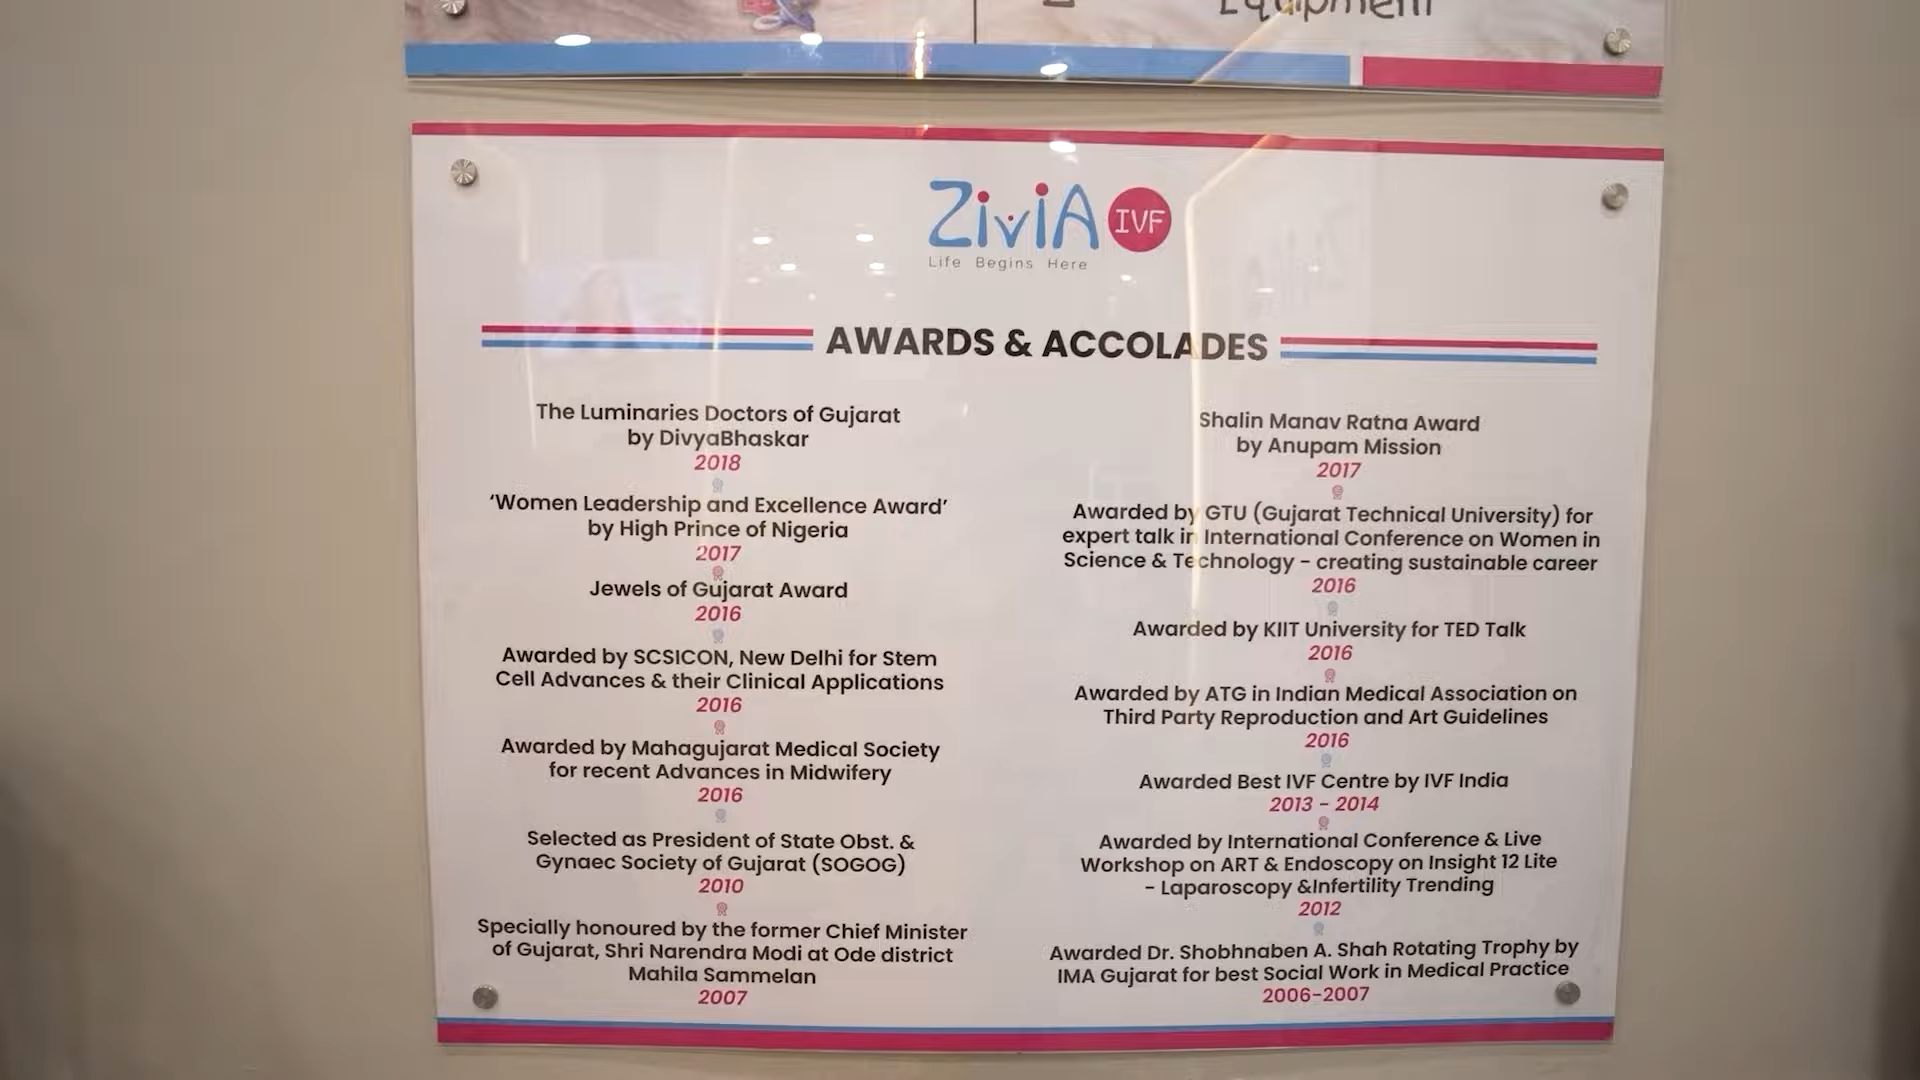 Equipment
ZiViA IVF
Life Begins Here
AWARDS & ACCOLADES
The Luminaries Doctors of Gujarat
by DivyaBhaskar
2018
‘Women Leadership and Excellence Award’
by High Prince of Nigeria
2017
Jewels of Gujarat Award
2016
Awarded by SCSICON, New Delhi for Stem
Cell Advances & their Clinical Applications
2016
Awarded by Mahagujarat Medical Society
for recent Advances in Midwifery
2016
Selected as President of State Obst. &
Gynaec Society of Gujarat (SOGOG)
2010
Specially honoured by the former Chief Minister
of Gujarat, Shri Narendra Modi at Ode district
Mahila Sammelan
2007
Shalin Manav Ratna Award
by Anupam Mission
2017
Awarded by GTU (Gujarat Technical University) for
expert talk in International Conference on Women in
Science & Technology - creating sustainable career
2016
Awarded by KIIT University for TED Talk
2016
Awarded by ATG in Indian Medical Association on
Third Party Reproduction and Art Guidelines
2016
Awarded Best IVF Centre by IVF India
2013 - 2014
Awarded by International Conference & Live
Workshop on ART & Endoscopy on Insight 12 Lite
- Laparoscopy &Infertility Trending
2012
Awarded Dr. Shobhnaben A. Shah Rotating Trophy by
IMA Gujarat for best Social Work in Medical Practice
2006-2007